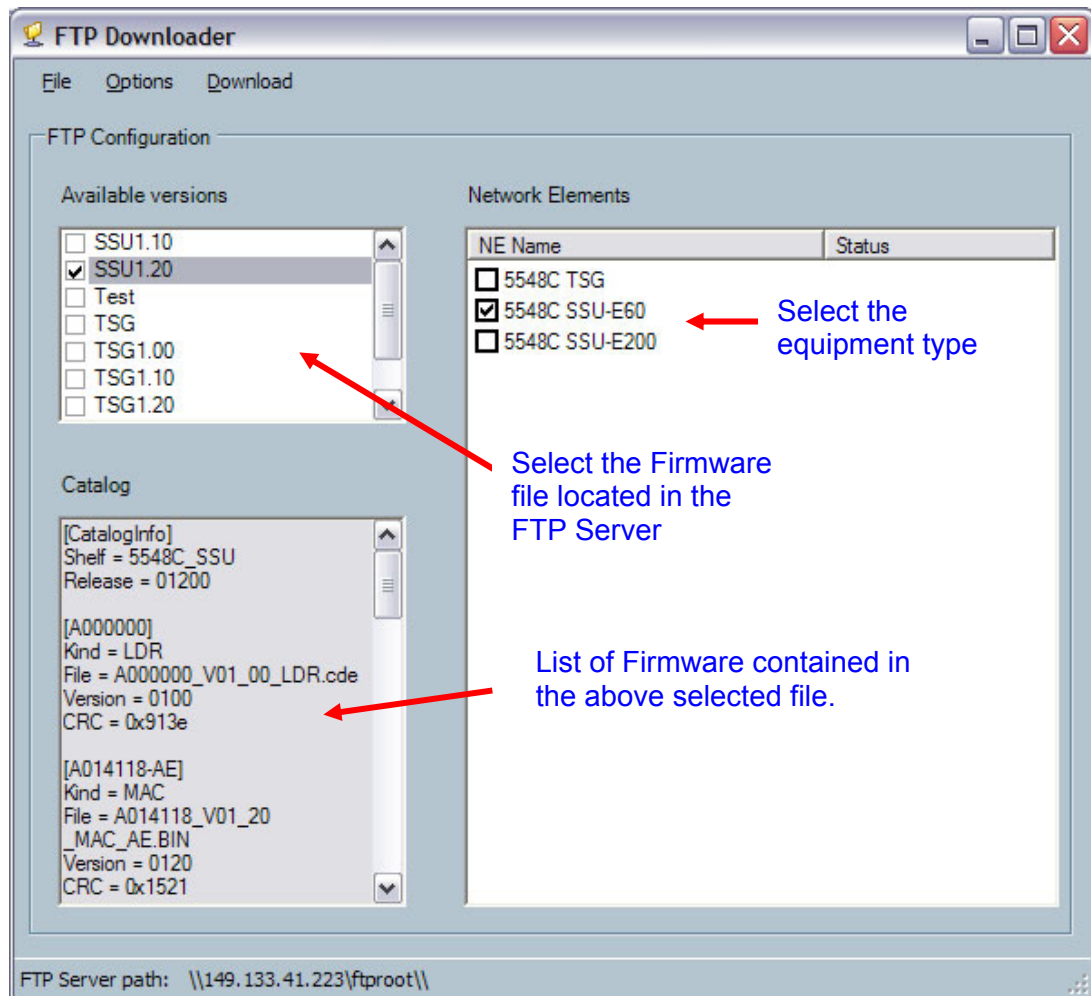 FTP Downloader
File Options Download
FTP Configuration
Available versions
SSU1.10
SSU1.20
Test
TSG
TSG1.00
TSG1.10
TSG1.20
Network Elements
NE Name Status
5548C TSG
5548C SSU-E60
5548C SSU-E200
Select the
equipment type
Select the Firmware
file located in the
FTP Server
Catalog
[CatalogInfo]
Shelf = 5548C_SSU
Release = 01200
[A000000]
Kind = LDR
File = A000000_V01_00_LDR.cde
Version = 0100
CRC = 0x913e
[A014118-AE]
Kind = MAC
File = A014118_V01_20
_MAC_AE.BIN
Version = 0120
CRC = 0x1521
List of Firmware contained in
the above selected file.
FTP Server path: \\149.133.41.223\ftproot\\